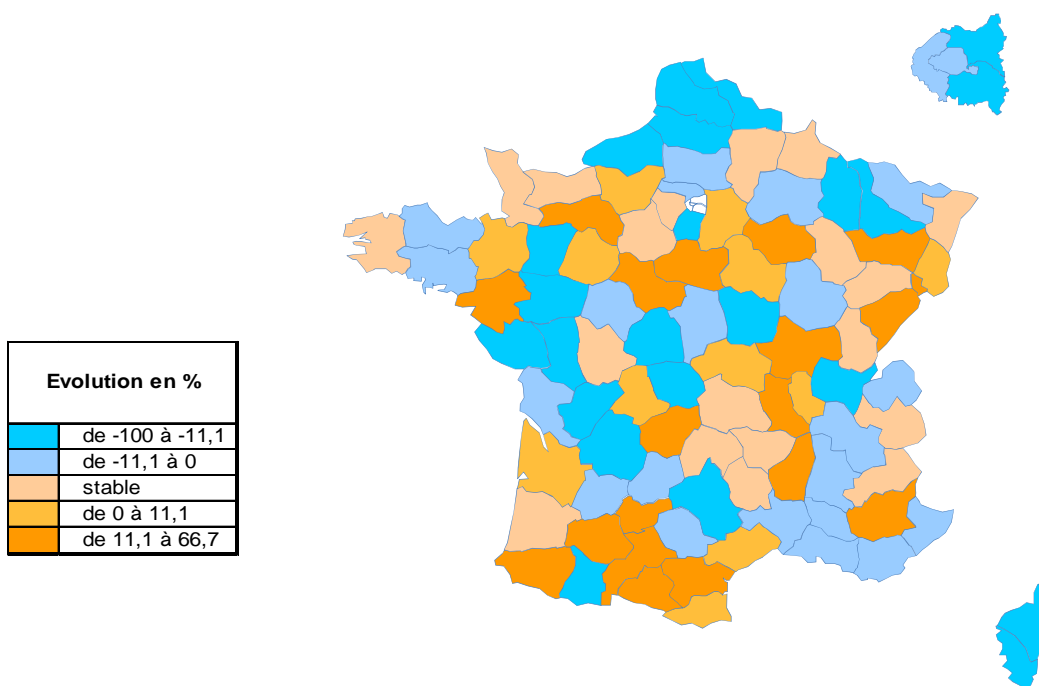 Evolution en %
de -100 à -11,1
de -11,1 à 0
stable
de 0 à 11,1
de 11,1 à 66,7